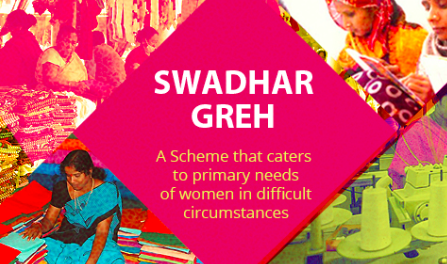 SWADHAR
GREH
A Scheme that caters
to primary needs
of women in difficult
circumstances